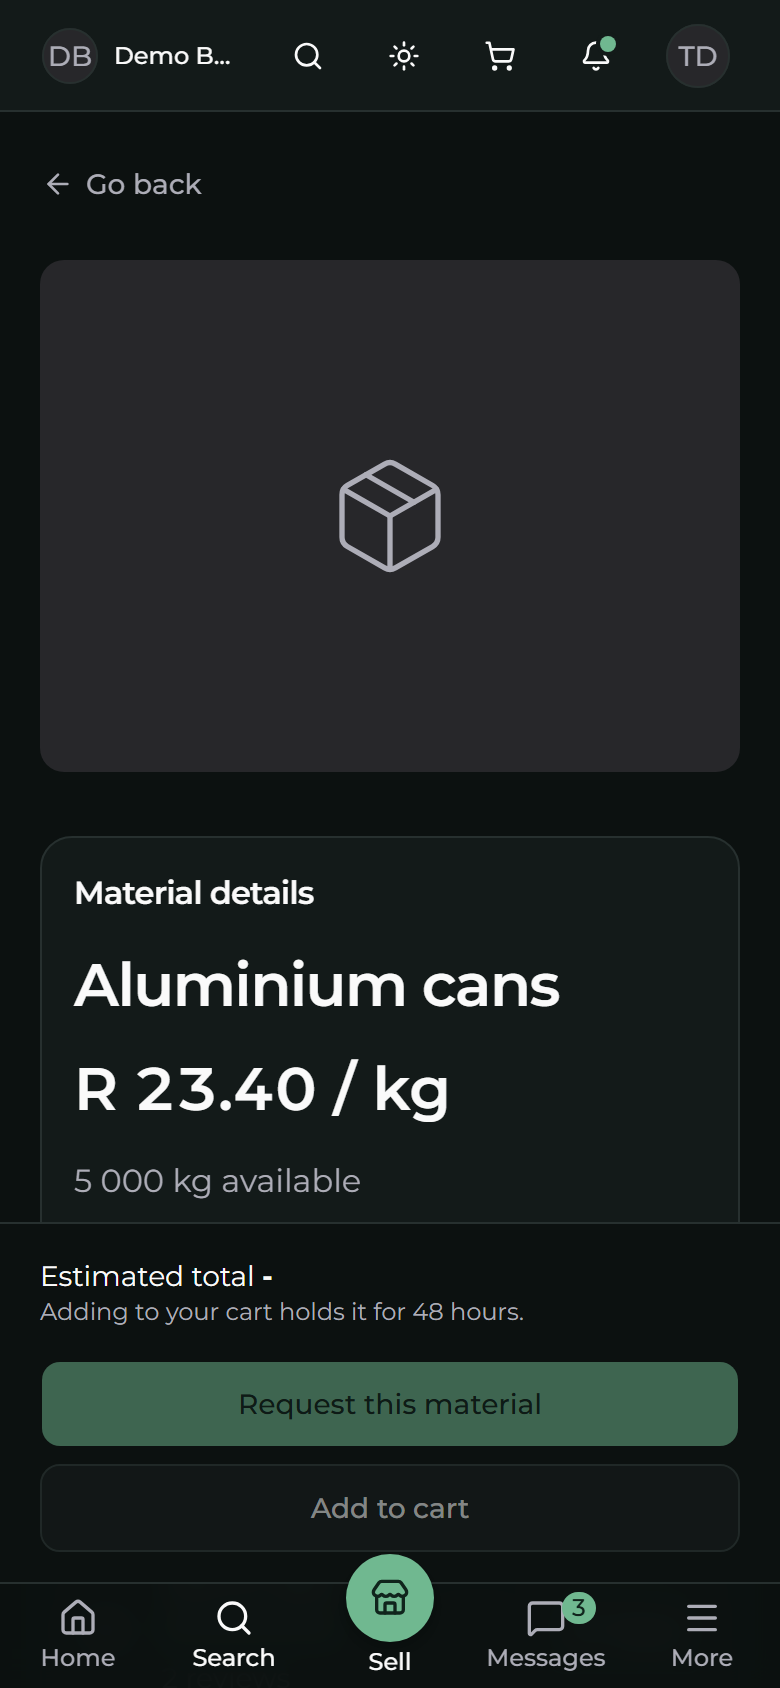 DB Demo B... TD
Go back
Material details
Aluminium cans
R 23.40 / kg
5 000 kg available
Estimated total -
Adding to your cart holds it for 48 hours.
Request this material
Add to cart
3
Home Search Sell Messages More